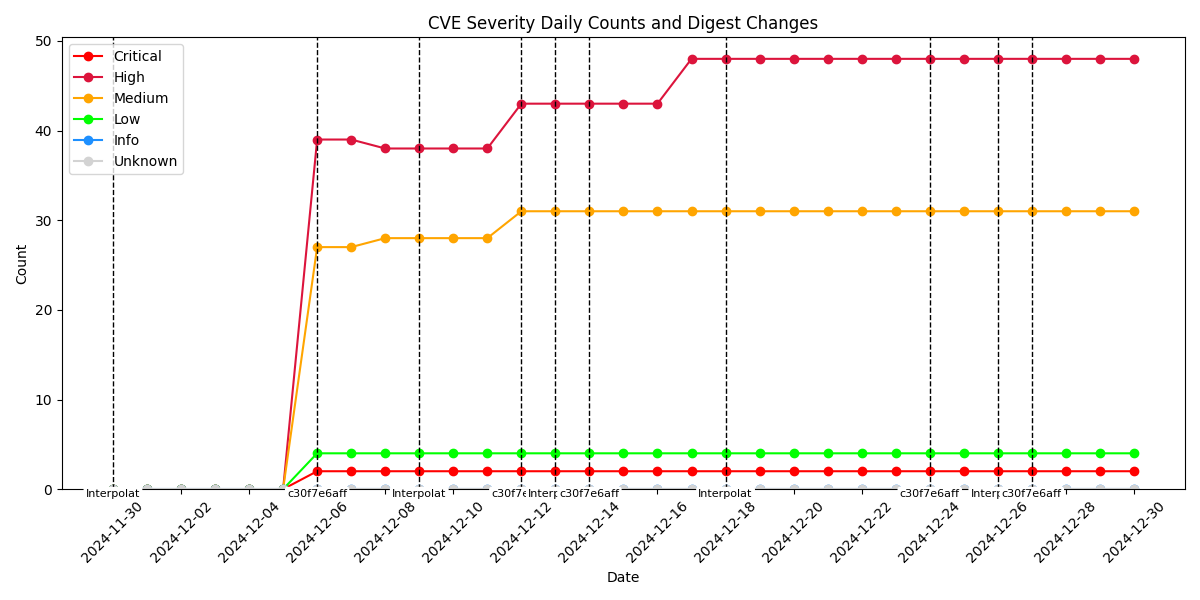 CVE Severity Daily Counts and Digest Changes
Critical
High
Medium
Low
Info
Unknown
50
40
30
20
10
0
Count
Interpolat
c30f7e6aff
Interpolat
c30f7e
Interp
c30f7e6aff
Interpolat
c30f7e6aff
Interp
c30f7e6aff
2024-11-30
2024-12-02
2024-12-04
2024-12-06
2024-12-08
2024-12-10
2024-12-12
2024-12-14
2024-12-16
2024-12-18
2024-12-20
2024-12-22
2024-12-24
2024-12-26
2024-12-28
2024-12-30
Date